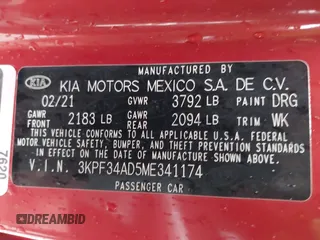 MANUFACTURED BY
KIA KIA MOTORS MEXICO S.A. DE C.V.
02/21 GVWR 3792 LB PAINT DRG
GAWR FRONT 2183 LB GAWR REAR 2094 LB TRIM WK
THIS VEHICLE CONFORMS TO ALL APPLICABLE U.S.A. FEDERAL MOTOR VEHICLE SAFETY,
BUMPER, AND THEFT PREVENTION STANDARDS IN EFFECT ON THE DATE OF MANUFACTURE SHOWN ABOVE.
V.I.N. 3KPF34AD5ME341174
PASSENGER CAR
7620
DREAMBID